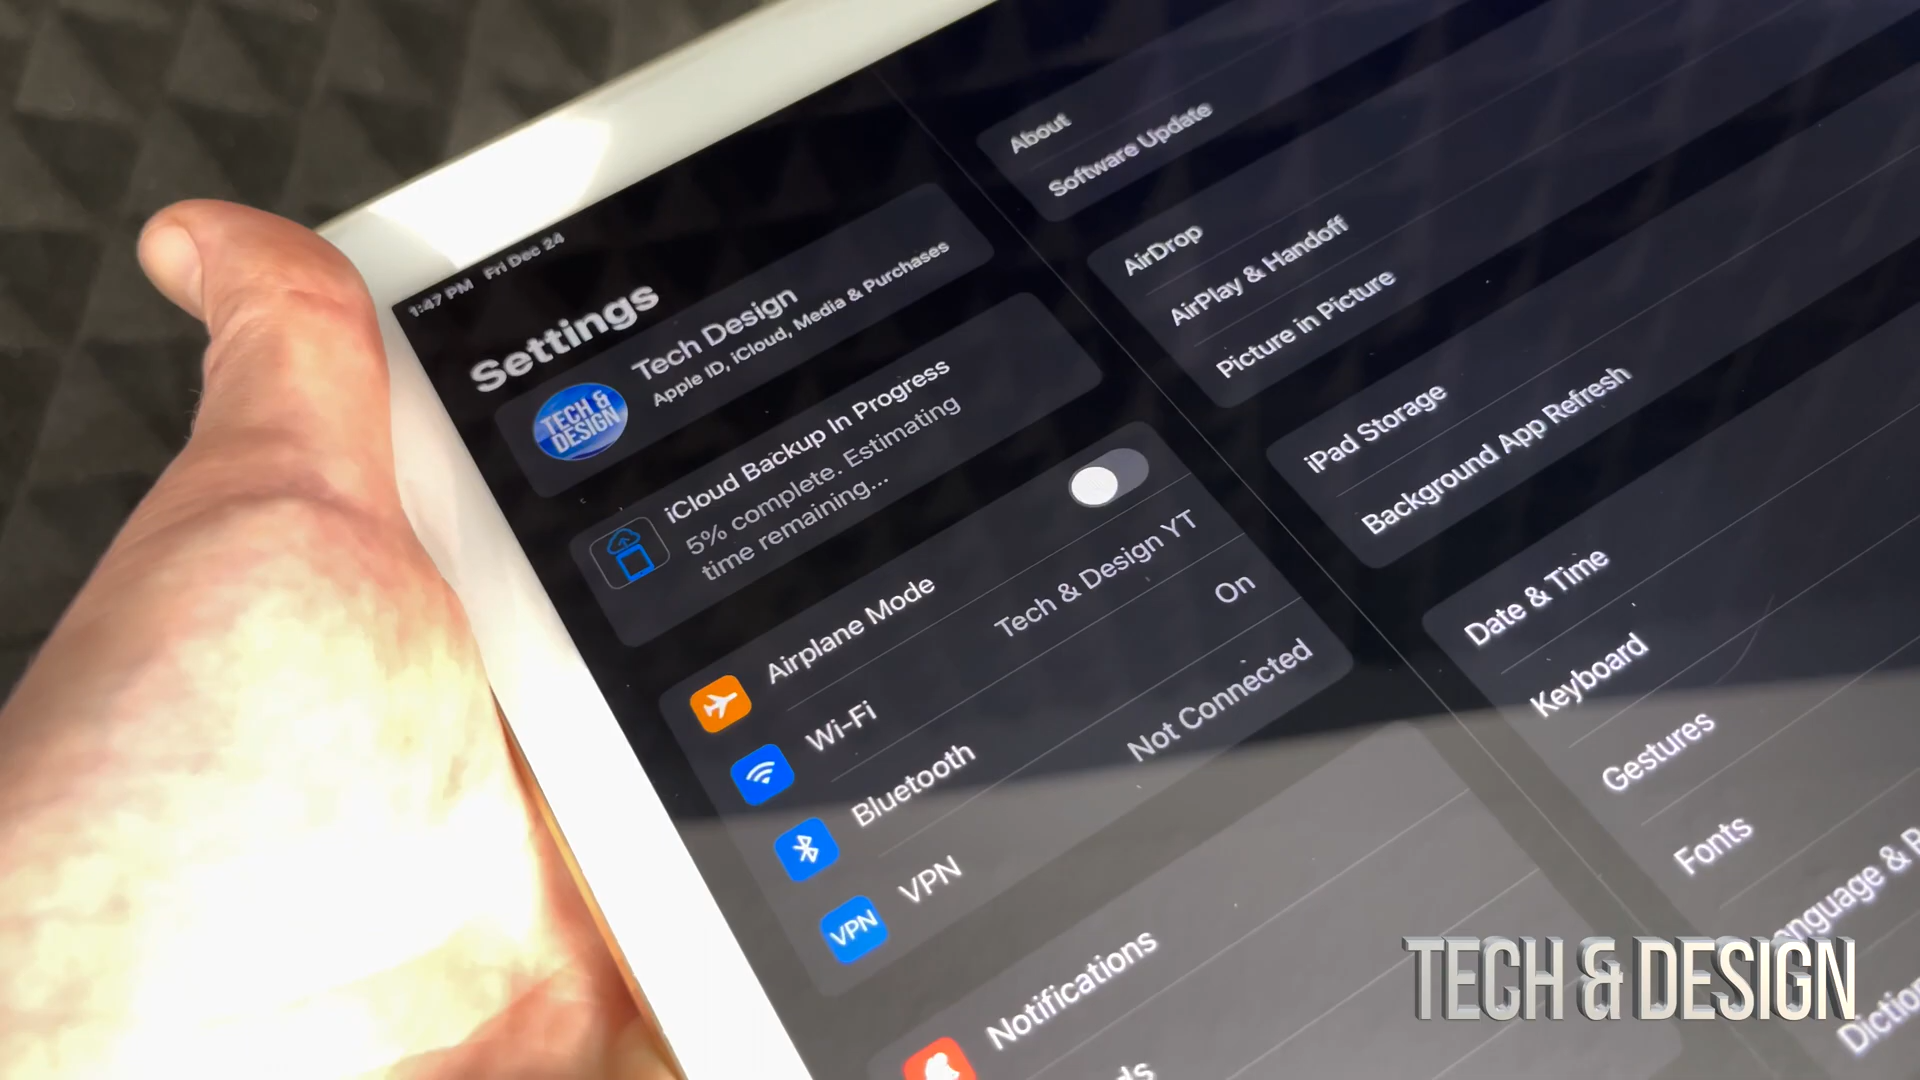 1:47 PM Fri Dec 24
Settings
TECH &
DESIGN
Tech Design
Apple ID, iCloud, Media & Purchases
iCloud Backup In Progress
5% complete. Estimating
time remaining...
Airplane Mode
Wi-Fi Tech & Design YT
Bluetooth On
VPN Not Connected
VPN
Notifications
About
Software Update
AirDrop
AirPlay & Handoff
Picture in Picture
iPad Storage
Background App Refresh
Date & Time
Keyboard
Gestures
Fonts
TECH & DESIGN